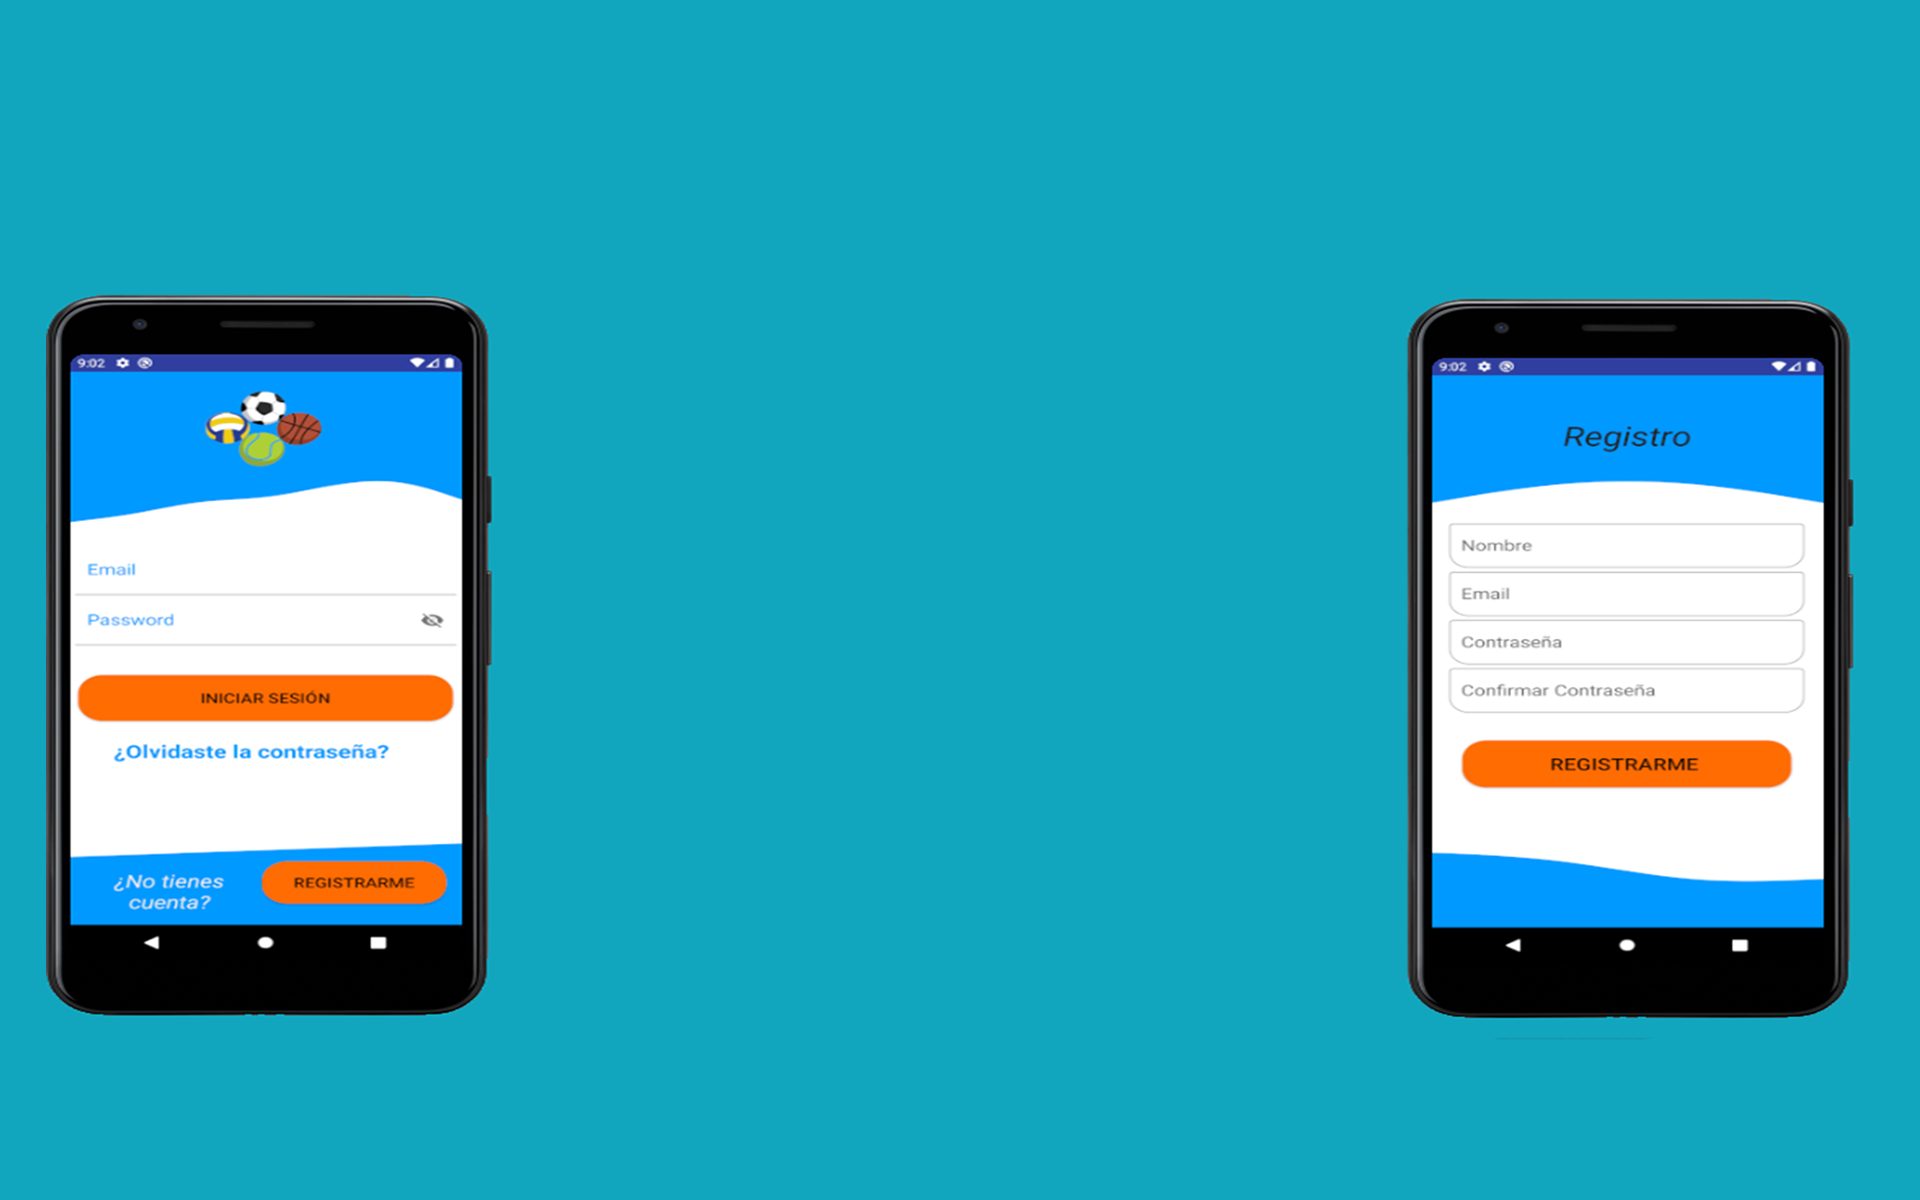 9:02
Email
Password
INICIAR SESIÓN
¿Olvidaste la contraseña?
¿No tienes
cuenta?
REGISTRARME
9:02
Registro
Nombre
Email
Contraseña
Confirmar Contraseña
REGISTRARME